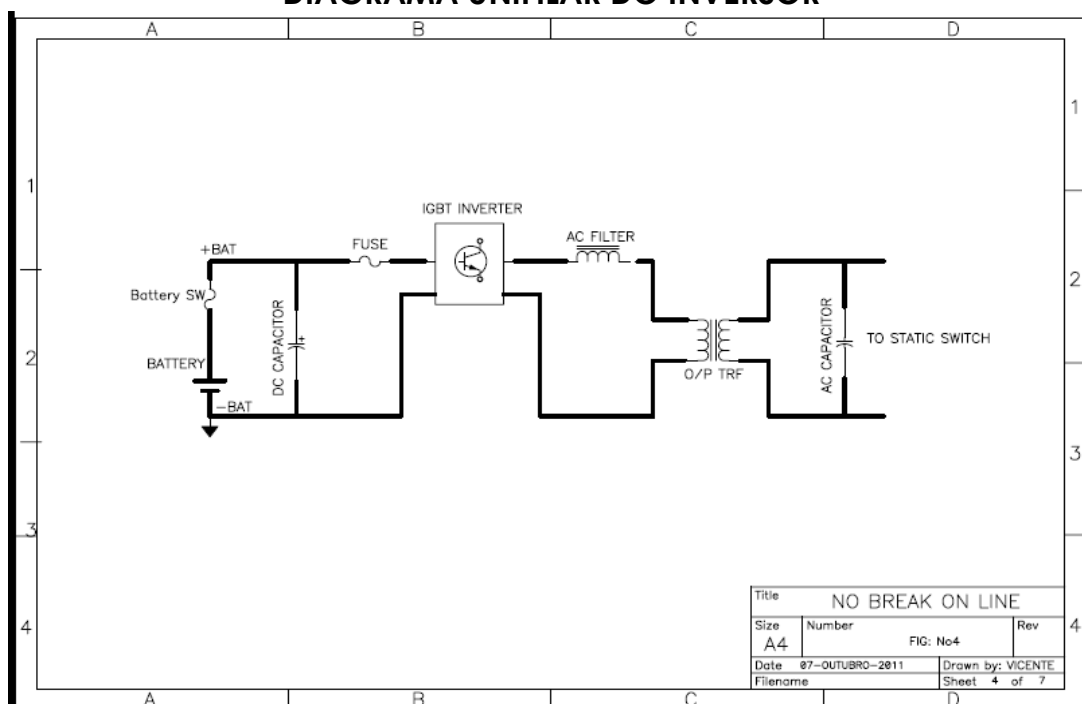 DIAGRAMA UNIFILAR DO INVERSOR
A B C D
1
1
IGBT INVERTER
+BAT
FUSE
AC FILTER
2
Battery SW
DC CAPACITOR
+
AC CAPACITOR
TO STATIC SWITCH
2
BATTERY
O/P TRF
-BAT
3
3
4
4
Title NO BREAK ON LINE
Size Number Rev
A4 FIG: No4
Date 07-OUTUBRO-2011 Drawn by: VICENTE
Filename Sheet 4 of 7
A B C D